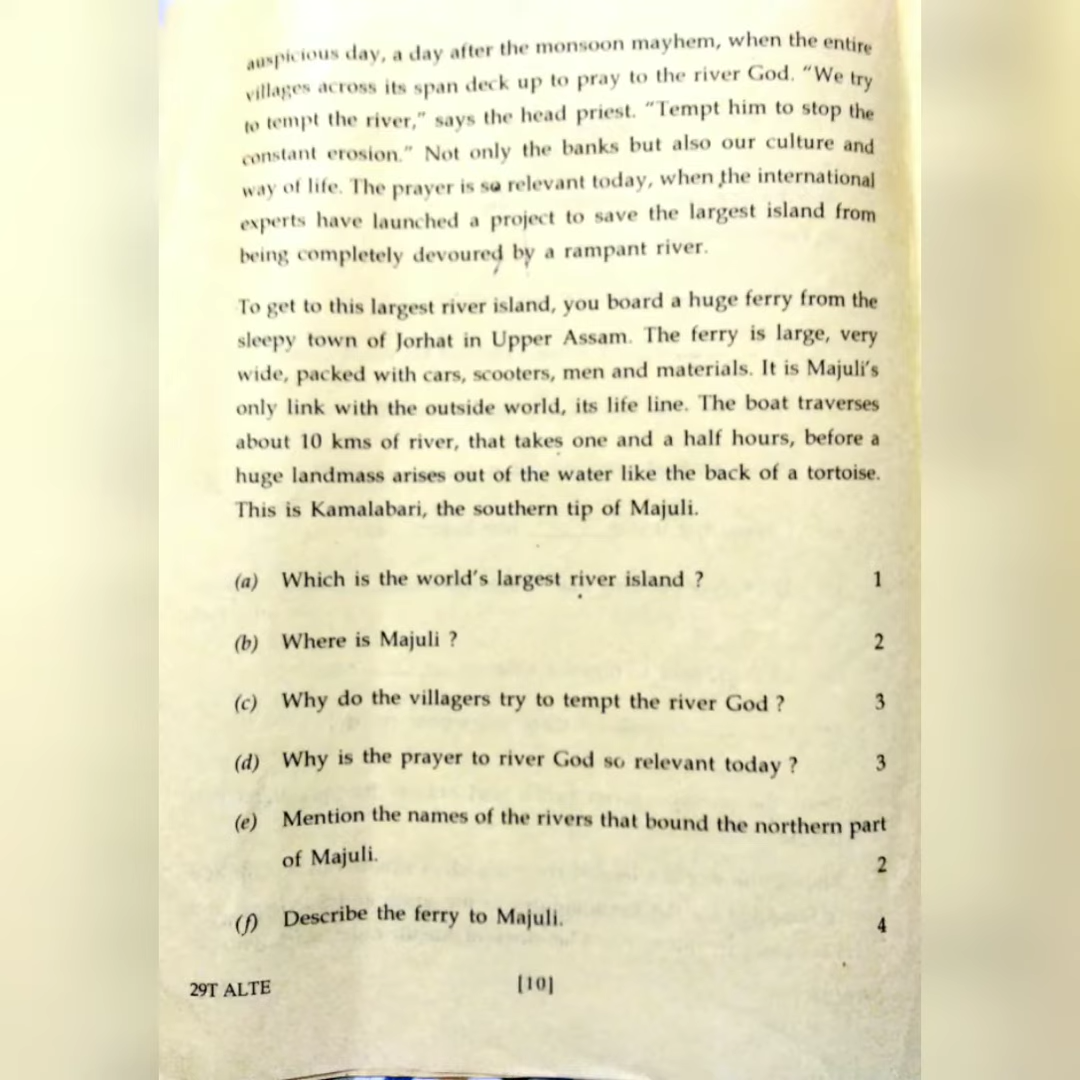 auspicious day, a day after the monsoon mayhem, when the entire
villages across its span deck up to pray to the river God. "We try
to tempt the river," says the head priest. "Tempt him to stop the
constant erosion." Not only the banks but also our culture and
way of life. The prayer is so relevant today, when the international
experts have launched a project to save the largest island from
being completely devoured by a rampant river.
To get to this largest river island, you board a huge ferry from the
sleepy town of Jorhat in Upper Assam. The ferry is large, very
wide, packed with cars, scooters, men and materials. It is Majuli's
only link with the outside world, its life line. The boat traverses
about 10 kms of river, that takes one and a half hours, before a
huge landmass arises out of the water like the back of a tortoise.
This is Kamalabari, the southern tip of Majuli.
(a) Which is the world's largest river island ? 1
(b) Where is Majuli ? 2
(c) Why do the villagers try to tempt the river God ? 3
(d) Why is the prayer to river God so relevant today ? 3
(e) Mention the names of the rivers that bound the northern part
of Majuli. 2
(f) Describe the ferry to Majuli. 4
29T ALTE [10]